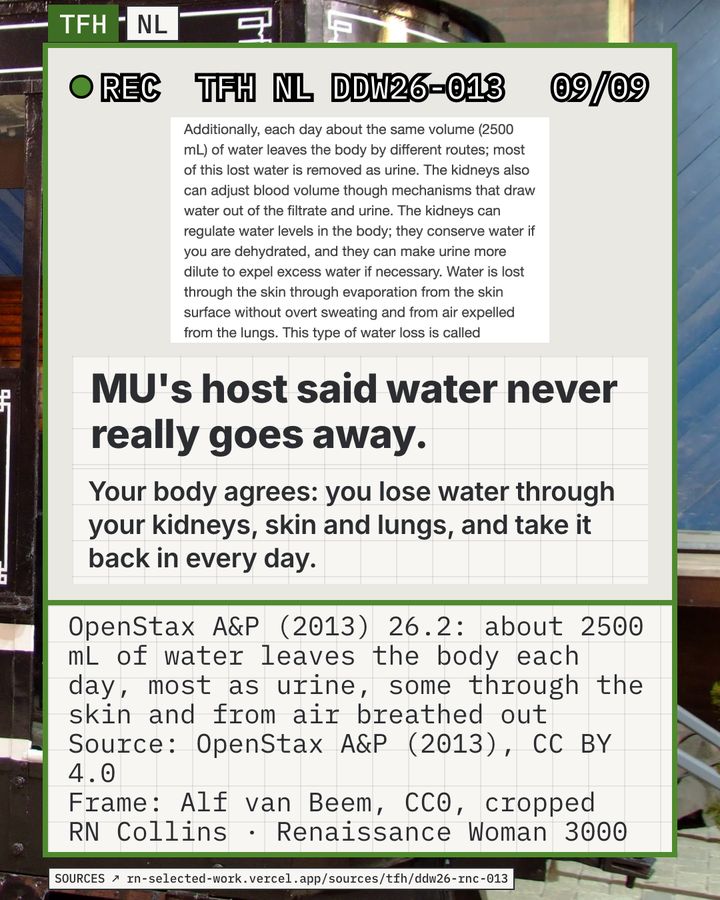 TFH NL
REC TFH NL DDW26-013 09/09
Additionally, each day about the same volume (2500
mL) of water leaves the body by different routes; most
of this lost water is removed as urine. The kidneys also
can adjust blood volume though mechanisms that draw
water out of the filtrate and urine. The kidneys can
regulate water levels in the body; they conserve water if
you are dehydrated, and they can make urine more
dilute to expel excess water if necessary. Water is lost
through the skin through evaporation from the skin
surface without overt sweating and from air expelled
from the lungs. This type of water loss is called
MU's host said water never
really goes away.
Your body agrees: you lose water through
your kidneys, skin and lungs, and take it
back in every day.
OpenStax A&P (2013) 26.2: about 2500
mL of water leaves the body each
day, most as urine, some through the
skin and from air breathed out
Source: OpenStax A&P (2013), CC BY
4.0
Frame: Alf van Beem, CC0, cropped
RN Collins · Renaissance Woman 3000
SOURCES ↗ rn-selected-work.vercel.app/sources/tfh/ddw26-rnc-013